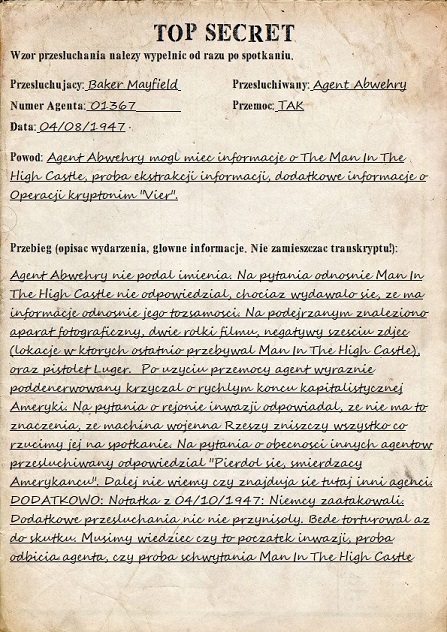 TOP SECRET
Wzor przesluchania nalezy wypelnic od razu po spotkaniu.
Przesluchujacy: Baker Mayfield Przesluchiwany: Agent Abwehry
Numer Agenta: 01367 Przemoc: TAK
Data: 04/08/1947.
Powod: Agent Abwehry mogl miec informacje o The Man In The
High Castle, proba ekstrakcji informacji, dodatkowe informacje o
Operacji kryptonim "Vier".
Przebieg (opisac wydarzenia, glowne informacje. Nie zamieszczac transkryptu!):
Agent Abwehry nie podal imienia. Na pytania odnosnie Man In
The High Castle nie odpowiedzial, chociaz wydawalo sie, ze ma
informacje odnosnie jego tozsamosci. Na podejrzanym znaleziono
aparat fotograficzny, dwie rolki filmu, negatywy szesciu zdjec
(lokacje w ktorych ostatnio przebywal Man In The High Castle),
oraz pistolet Luger. Po uzyciu przemocy agent wyraznie
poddenerwowany krzyczal o rychlym koncu kapitalistycznej
Ameryki. Na pytania o rejonie inwazji odpowiadal, ze nie ma to
znaczenia, ze machina wojenna Rzeszy zniszczy wszystko co
rzucimy jej na spotkanie. Na pytania o obecnosci innych agentow
przesluchiwany odpowiedzial "Pierdol sie, smierdzacy
Amerykancu". Dalej nie wiemy czy znajduja sie tutaj inni agenci.
DODATKOWO: Notatka z 04/10/1947: Niemcy zaatakowali.
Dodatkowe przesluchania nic nie przynisoly. Bede torturowal az
do skutku. Musimy wiedziec czy to poczatek inwazji, proba
odbicia agenta, czy proba schwytania Man In The High Castle